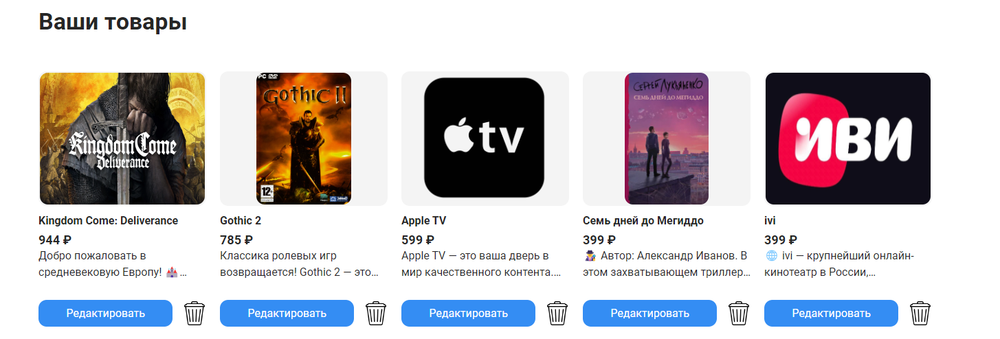 Ваши товары
Kingdom Come
Deliverance
PC DVD
GOTHIC II
12+
tv
СЕРГЕЙ ЛУКЬЯНЕНКО
СЕМЬ ДНЕЙ ДО МЕГИДДО
иви
Kingdom Come: Deliverance
944 ₽
Добро пожаловать в
средневековую Европу! 🏰 ...
Редактировать
Gothic 2
785 ₽
Классика ролевых игр
возвращается! Gothic 2 — это...
Редактировать
Apple TV
599 ₽
Apple TV — это ваша дверь в
мир качественного контента....
Редактировать
Семь дней до Мегиддо
399 ₽
🕵️‍♂️ Автор: Александр Иванов. В
этом захватывающем триллер...
Редактировать
ivi
399 ₽
🌐 ivi — крупнейший онлайн-
кинотеатр в России,...
Редактировать